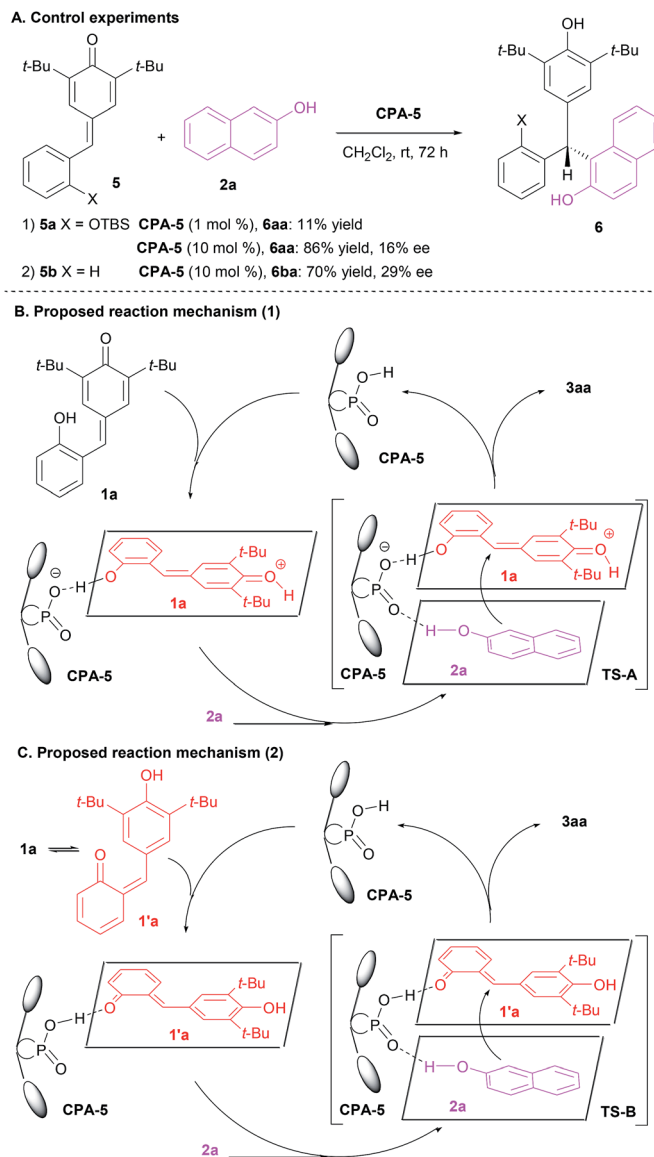 A. Control experiments
O
t-Bu
t-Bu
X
5
+
OH
2a
CPA-5
CH2Cl2, rt, 72 h
OH
t-Bu
t-Bu
X
H
HO
6
1) 5a X = OTBS CPA-5 (1 mol %), 6aa: 11% yield
CPA-5 (10 mol %), 6aa: 86% yield, 16% ee
2) 5b X = H CPA-5 (10 mol %), 6ba: 70% yield, 29% ee
B. Proposed reaction mechanism (1)
O
t-Bu
t-Bu
OH
1a
O-H
P
O
CPA-5
3aa
⊖
O
H
O
P
O
CPA-5
t-Bu
⊕
O
H
t-Bu
1a
⊖
O
H
O
P
O
CPA-5
t-Bu
⊕
O
H
t-Bu
1a
H-O
2a
TS-A
2a
C. Proposed reaction mechanism (2)
OH
t-Bu
t-Bu
1a
O
1'a
O-H
P
O
CPA-5
3aa
O-H
O
P
O
CPA-5
t-Bu
OH
t-Bu
1'a
O-H
O
P
O
CPA-5
t-Bu
OH
t-Bu
1'a
H-O
2a
TS-B
2a